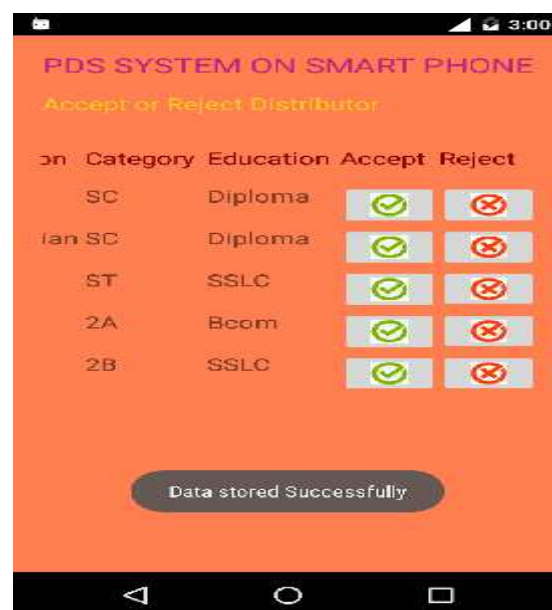 3:00
PDS SYSTEM ON SMART PHONE
Accept or Reject Distributor
on Category Education Accept Reject
SC Diploma
ian SC Diploma
ST SSLC
2A Bcom
2B SSLC
Data stored Successfully